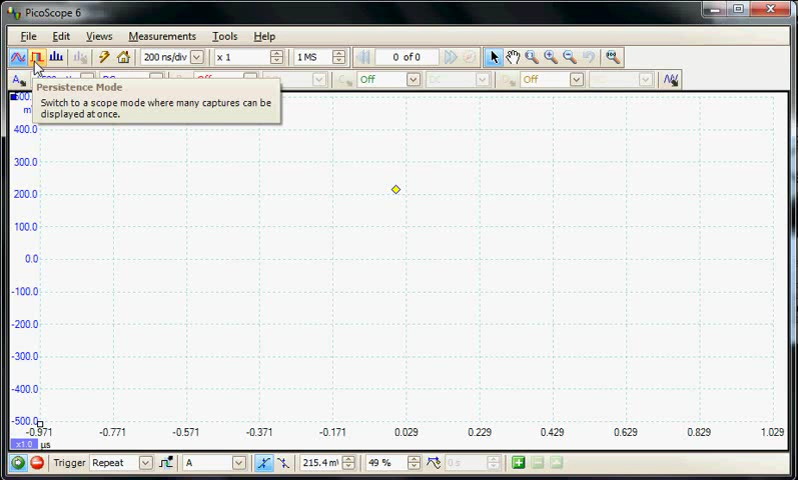 PicoScope 6
File Edit Views Measurements Tools Help
200 ns/div x 1 1 MS 0 of 0
A Off Off Off
Persistence Mode
Switch to a scope mode where many captures can be
displayed at once.
500.0
400.0
300.0
200.0
100.0
0.0
-100.0
-200.0
-300.0
-400.0
-500.0
-0.971 -0.771 -0.571 -0.371 -0.171 0.029 0.229 0.429 0.629 0.829 1.029
x1.0 µs
Trigger Repeat A 215.4 m 49 % 0 s